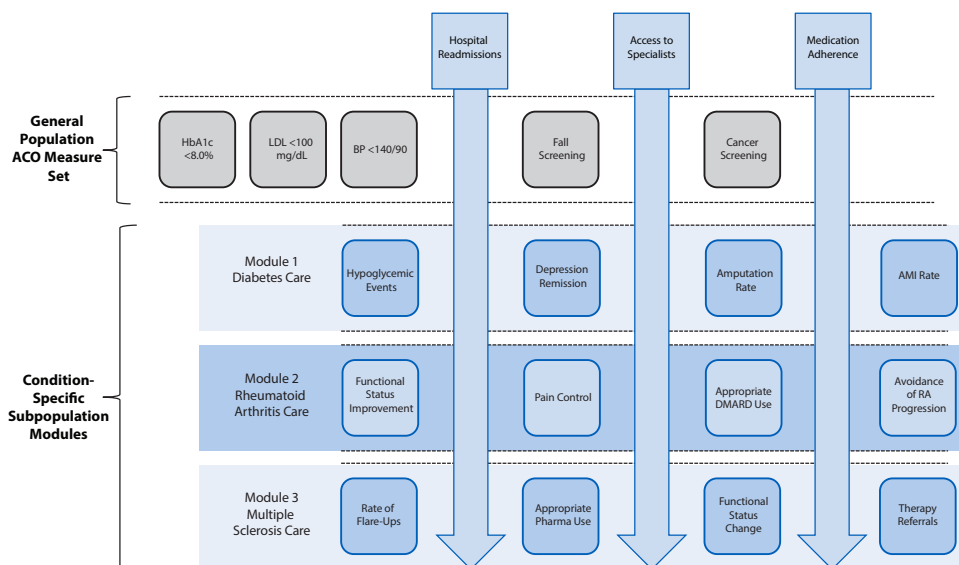 Hospital
Readmissions
Access to
Specialists
Medication
Adherence
General
Population
ACO Measure
Set
HbA1c
<8.0%
LDL <100
mg/dL
BP <140/90
Fall
Screening
Cancer
Screening
Condition-
Specific
Subpopulation
Modules
Module 1
Diabetes Care
Hypoglycemic
Events
Depression
Remission
Amputation
Rate
AMI Rate
Module 2
Rheumatoid
Arthritis Care
Functional
Status
Improvement
Pain Control
Appropriate
DMARD Use
Avoidance
of RA
Progression
Module 3
Multiple
Sclerosis Care
Rate of
Flare-Ups
Appropriate
Pharma Use
Functional
Status
Change
Therapy
Referrals